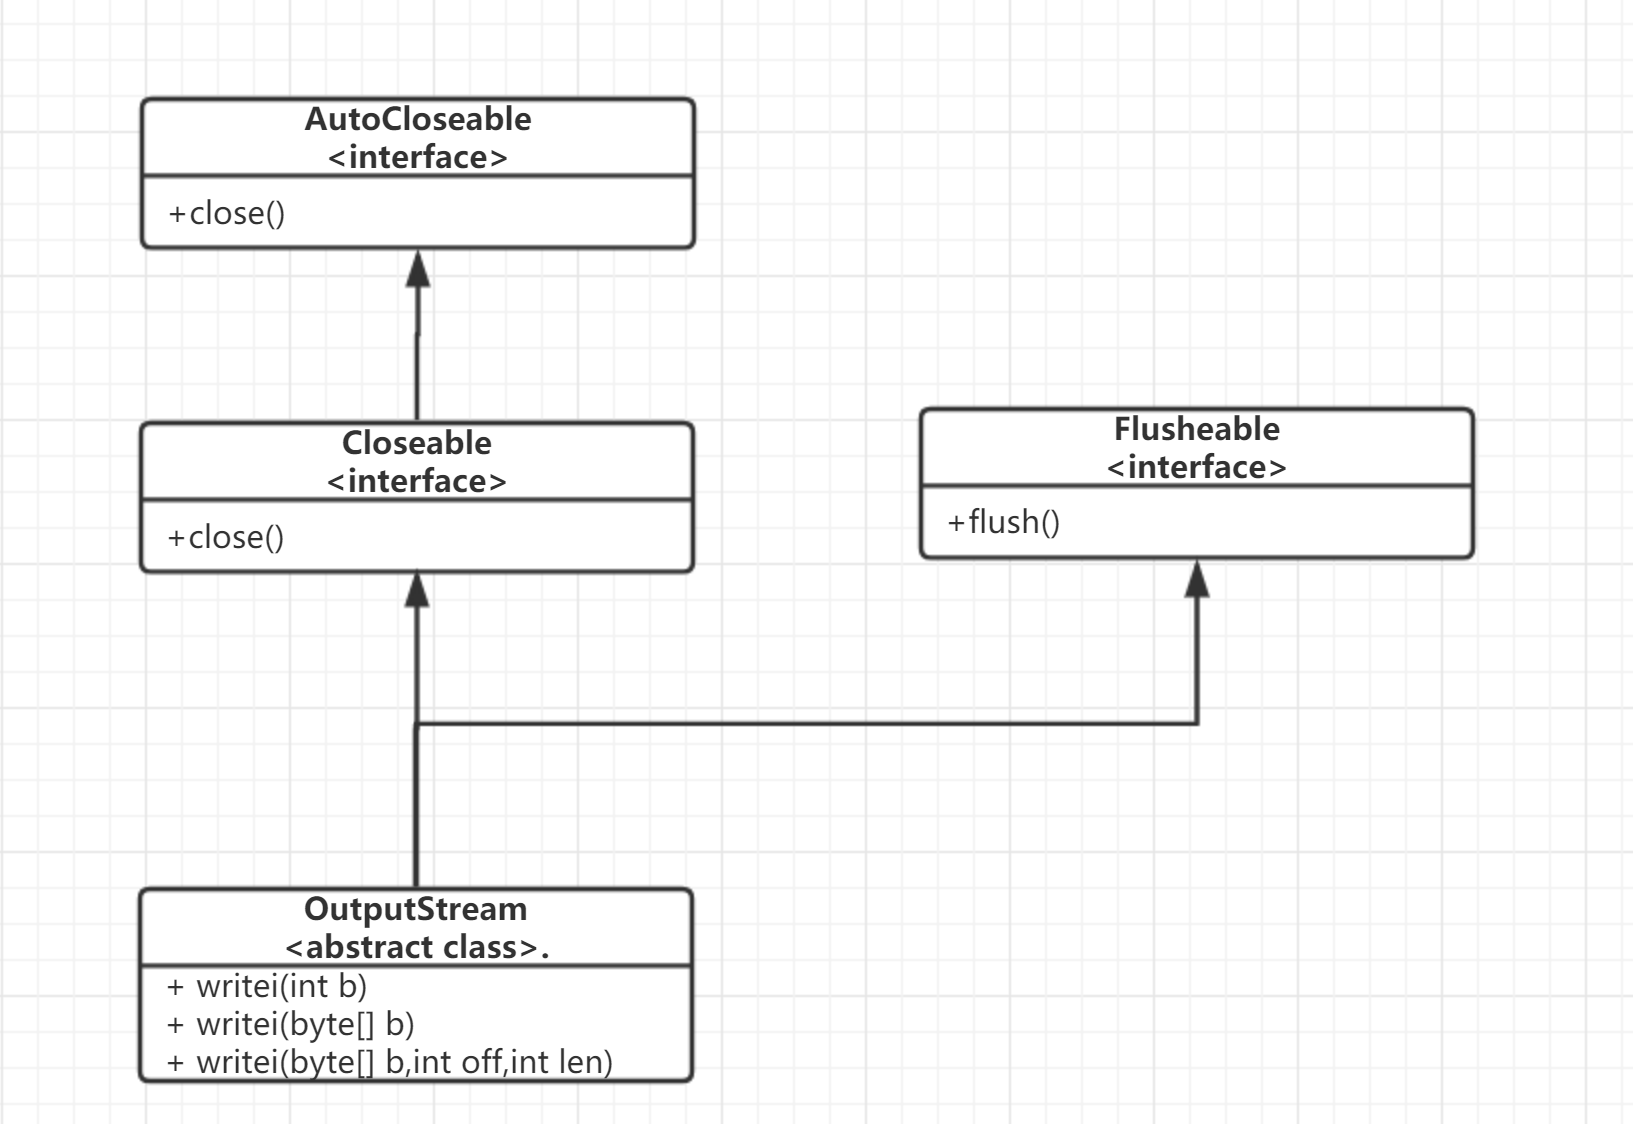 AutoCloseable
<interface>
+close()
Closeable
<interface>
+close()
Flusheable
<interface>
+flush()
OutputStream
<abstract class>.
+ writei(int b)
+ writei(byte[] b)
+ writei(byte[] b,int off,int len)